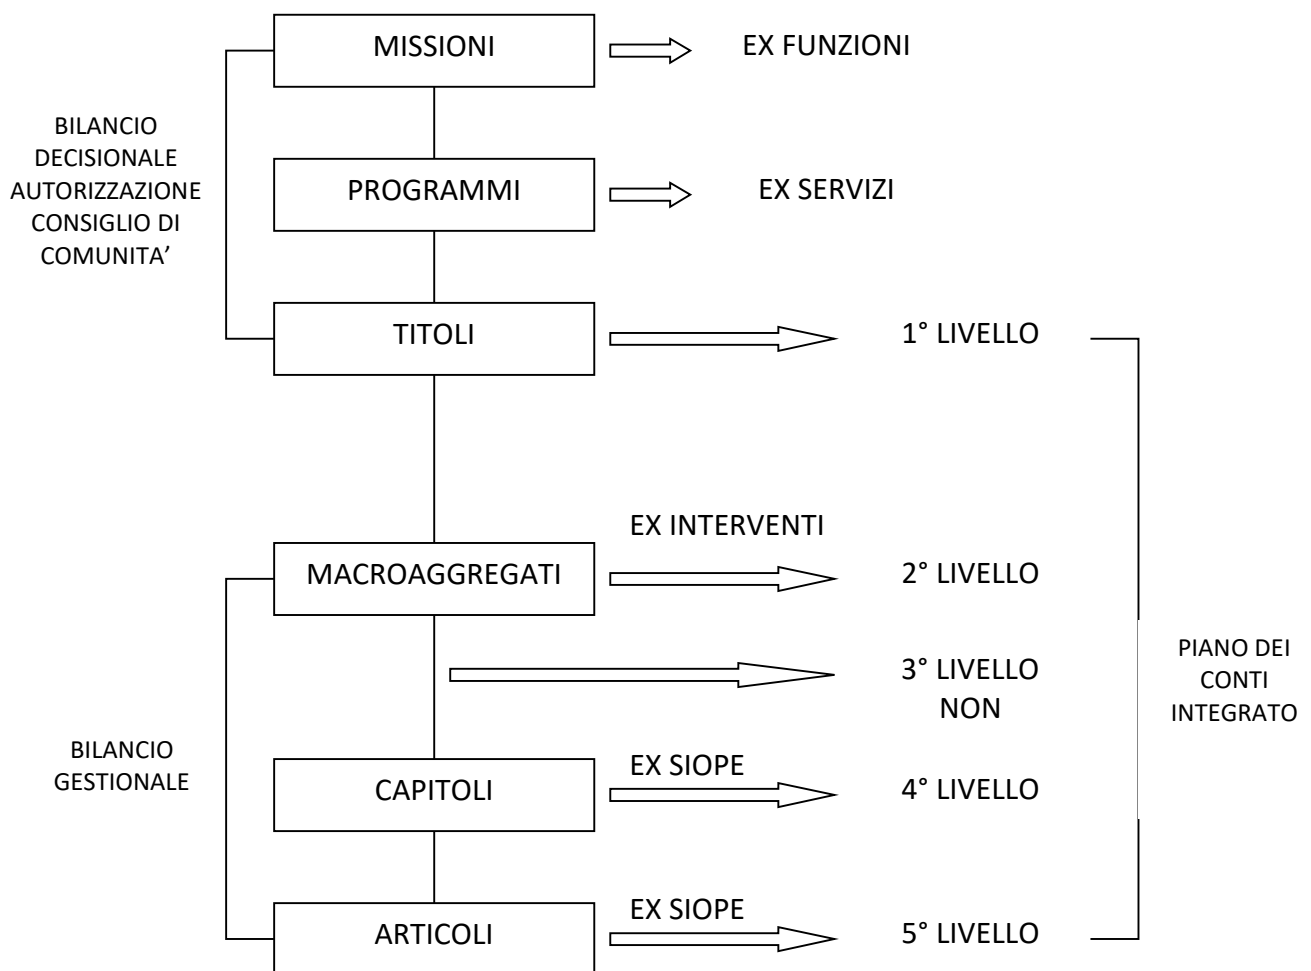 MISSIONI
EX FUNZIONI
BILANCIO
DECISIONALE
AUTORIZZAZIONE
CONSIGLIO DI
COMUNITA’
PROGRAMMI
EX SERVIZI
TITOLI
1° LIVELLO
EX INTERVENTI
MACROAGGREGATI
2° LIVELLO
3° LIVELLO
NON
PIANO DEI
CONTI
INTEGRATO
BILANCIO
GESTIONALE
EX SIOPE
CAPITOLI
4° LIVELLO
EX SIOPE
ARTICOLI
5° LIVELLO